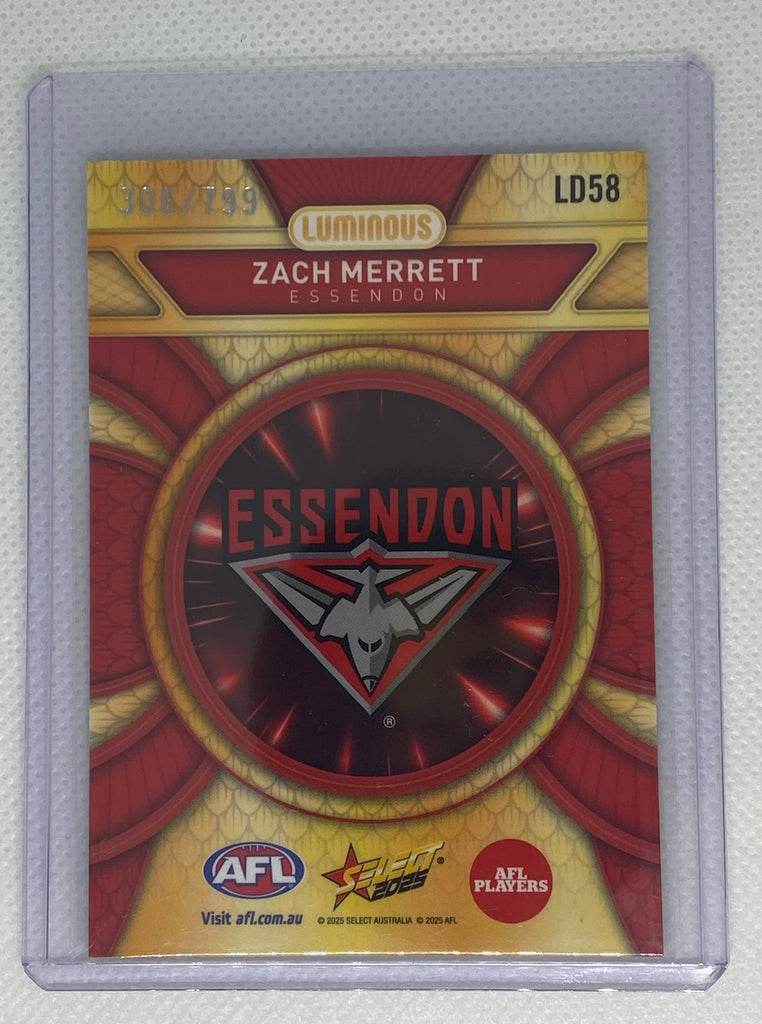 306/799
LD58
LUMINOUS
ZACH MERRETT
ESSENDON
ESSENDON
®
AFL
SELECT®
2025
AFL
PLAYERS
Visit afl.com.au
© 2025 SELECT AUSTRALIA © 2025 AFL